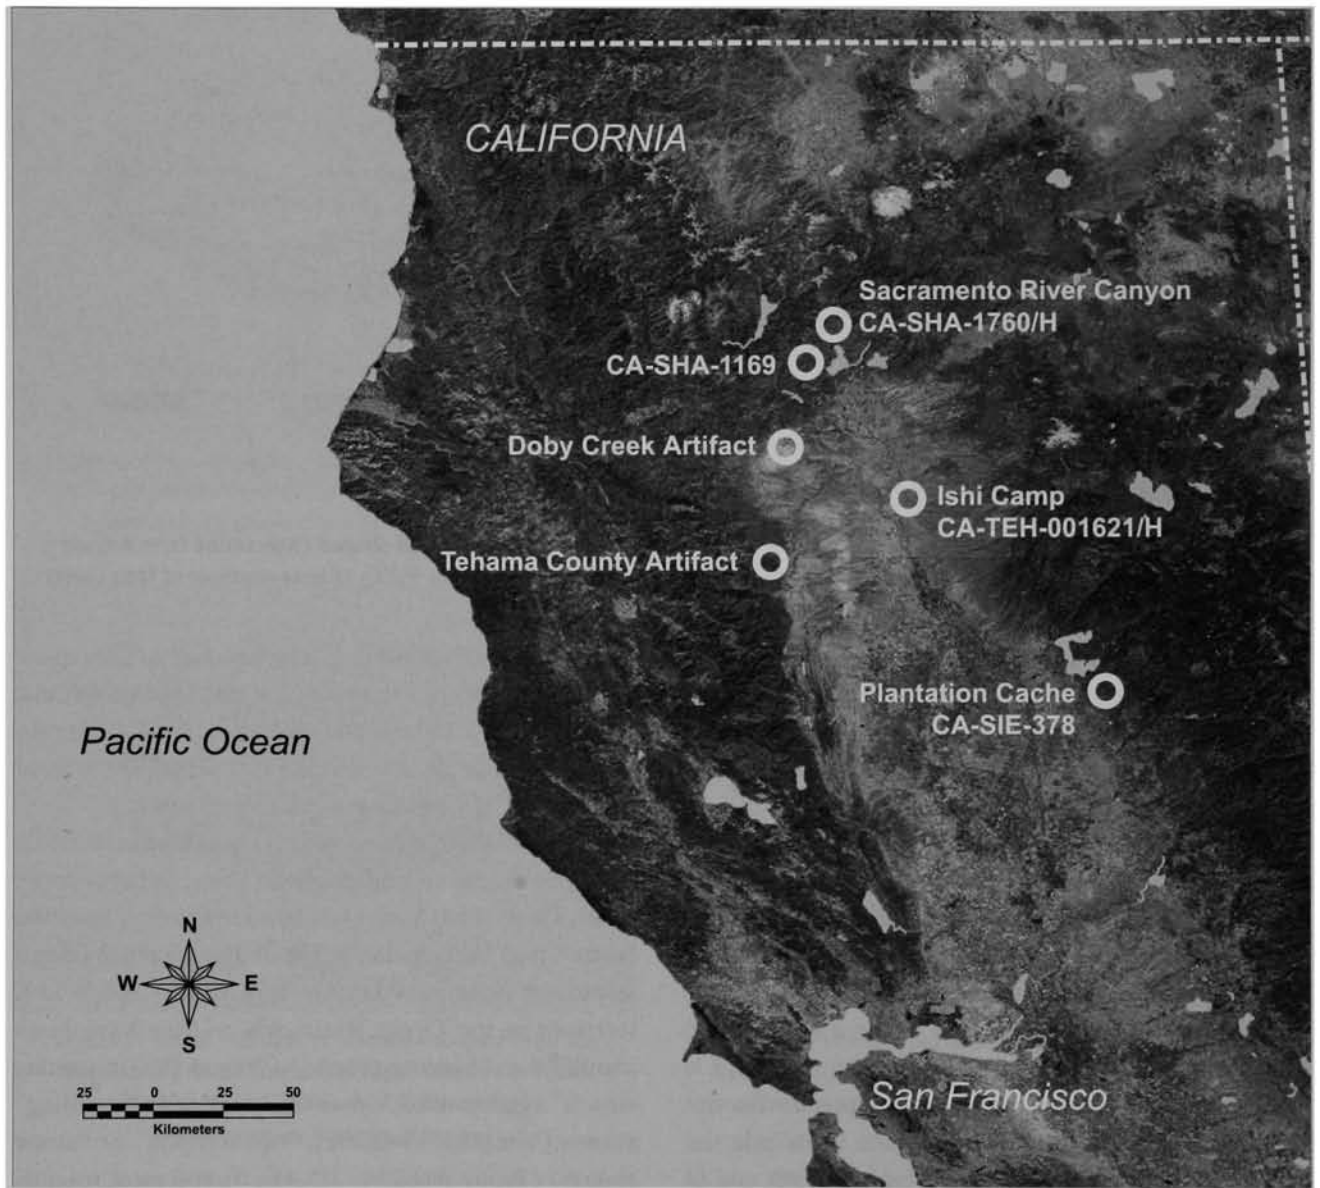 CALIFORNIA
Sacramento River Canyon
CA-SHA-1760/H
CA-SHA-1169
Doby Creek Artifact
Ishi Camp
CA-TEH-001621/H
Tehama County Artifact
Plantation Cache
CA-SIE-378
Pacific Ocean
N
W E
S
25 0 25 50
Kilometers
San Francisco